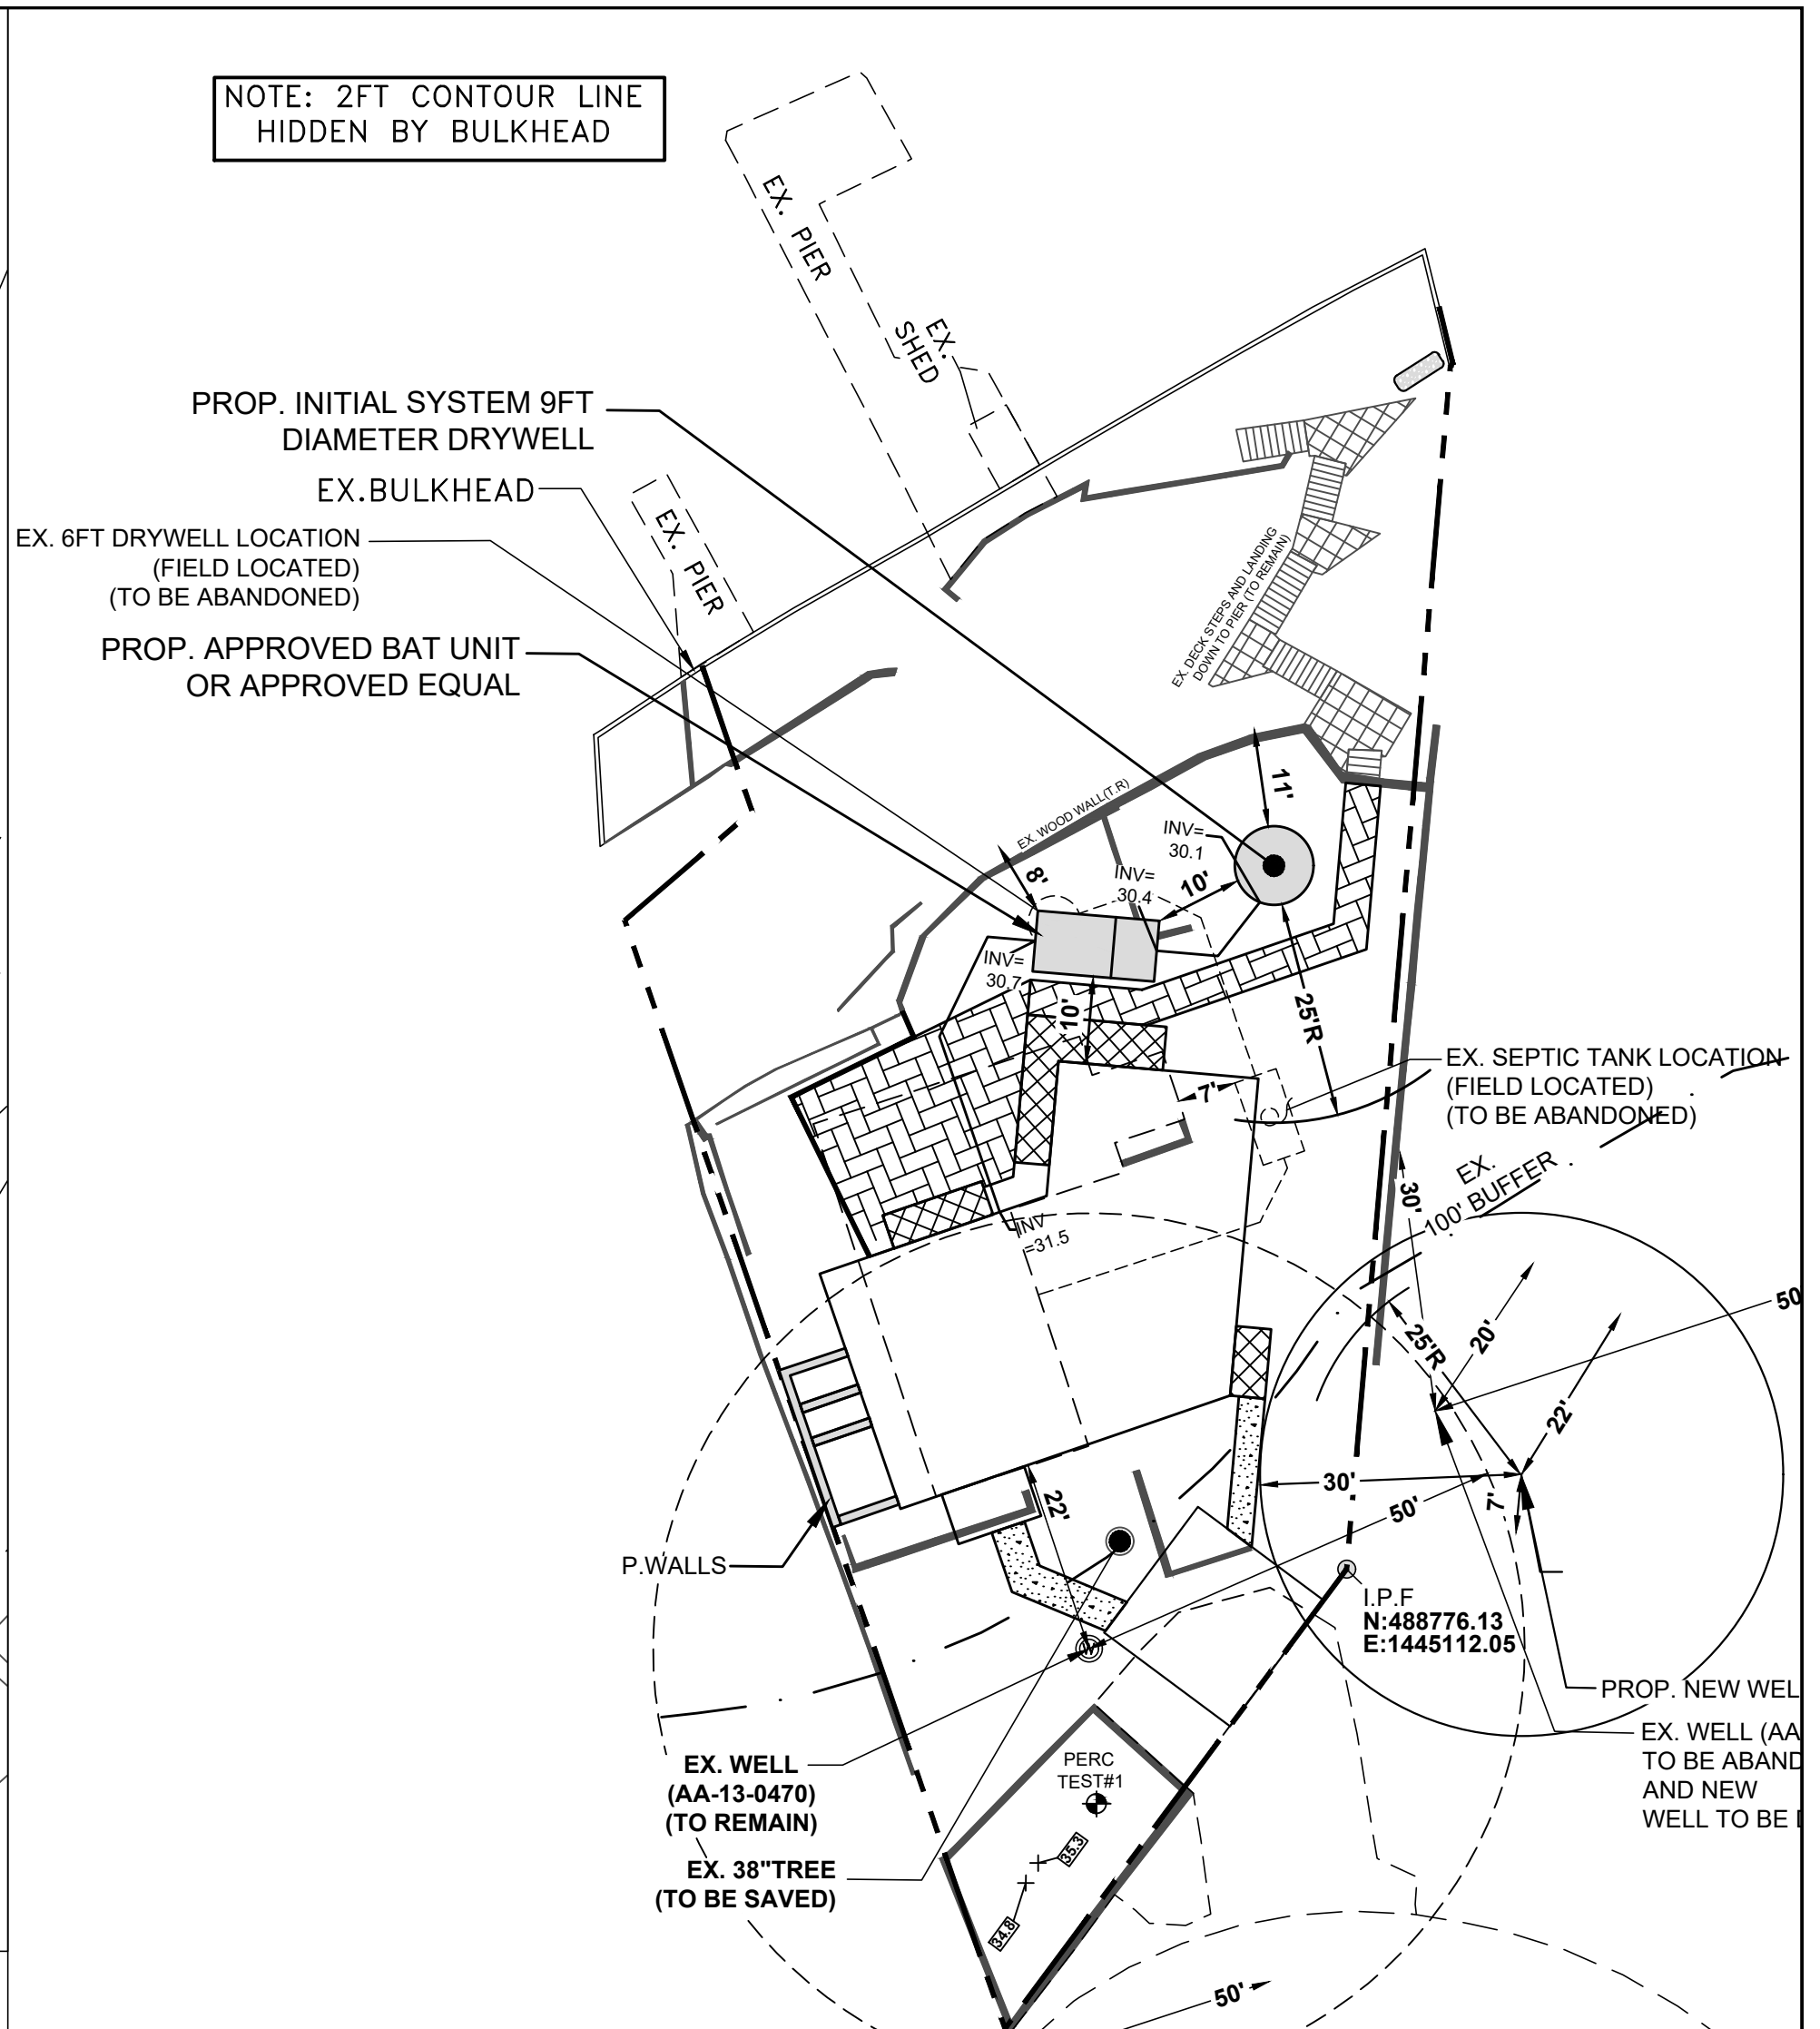 NOTE: 2FT CONTOUR LINE
HIDDEN BY BULKHEAD
EX. PIER
EX.
SHED
PROP. INITIAL SYSTEM 9FT
DIAMETER DRYWELL
EX.BULKHEAD
EX. PIER
EX. 6FT DRYWELL LOCATION
(FIELD LOCATED)
(TO BE ABANDONED)
PROP. APPROVED BAT UNIT
OR APPROVED EQUAL
EX. DECK STEPS AND LANDING
DOWN TO PIER (TO REMAIN)
EX. WOOD WALL(T.R)
11'
INV=
30.1
8'
INV=
30.4
10'
INV=
30.7
10'
25'R
7'
EX. SEPTIC TANK LOCATION
(FIELD LOCATED)
(TO BE ABANDONED)
EX.
100' BUFFER
30'
INV
=31.5
50
25'R
20'
22'
30'
50'
7'
22'
P.WALLS
I.P.F
N:488776.13
E:1445112.05
W
PROP. NEW WEL
EX. WELL (AA
TO BE ABAND
AND NEW
WELL TO BE
EX. WELL
(AA-13-0470)
(TO REMAIN)
PERC
TEST#1
35.3
EX. 38"TREE
(TO BE SAVED)
34.8
50'